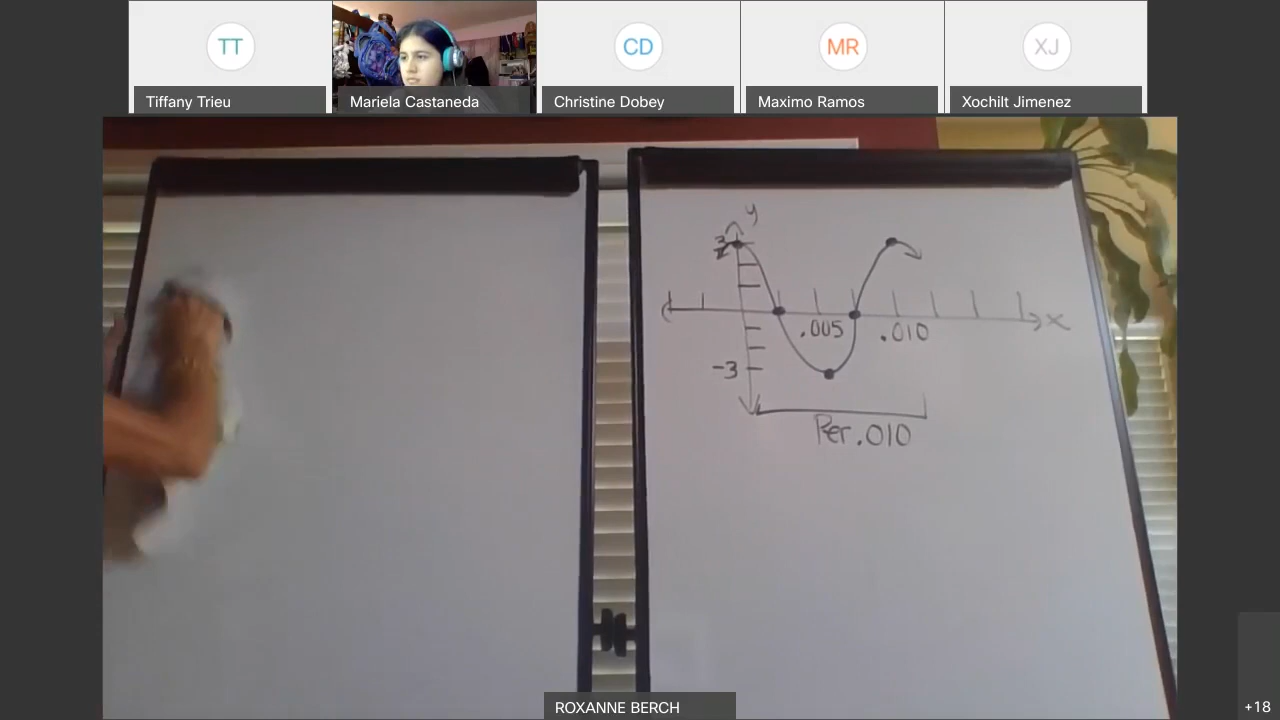 TT
CD
MR
XJ
Tiffany Trieu
Mariela Castaneda
Christine Dobey
Maximo Ramos
Xochilt Jimenez
y
3
.005
.010
x
-3
Per .010
ROXANNE BERCH
+18